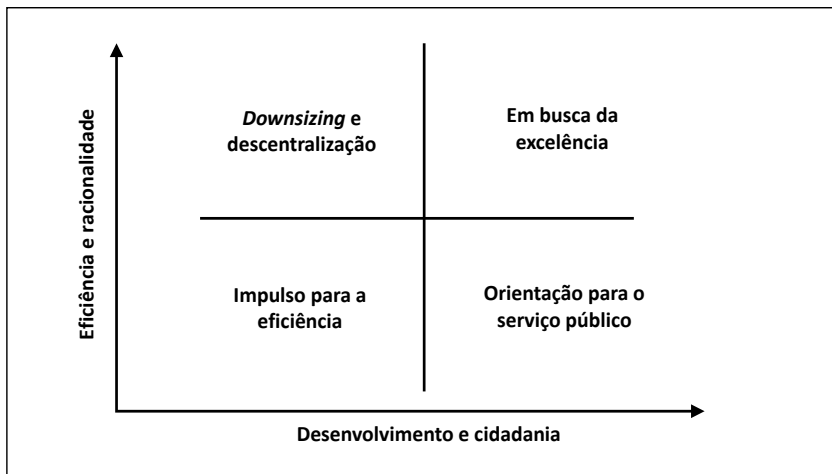 Eficiência e racionalidade
Downsizing e
descentralização
Em busca da
excelência
Impulso para a
eficiência
Orientação para o
serviço público
Desenvolvimento e cidadania